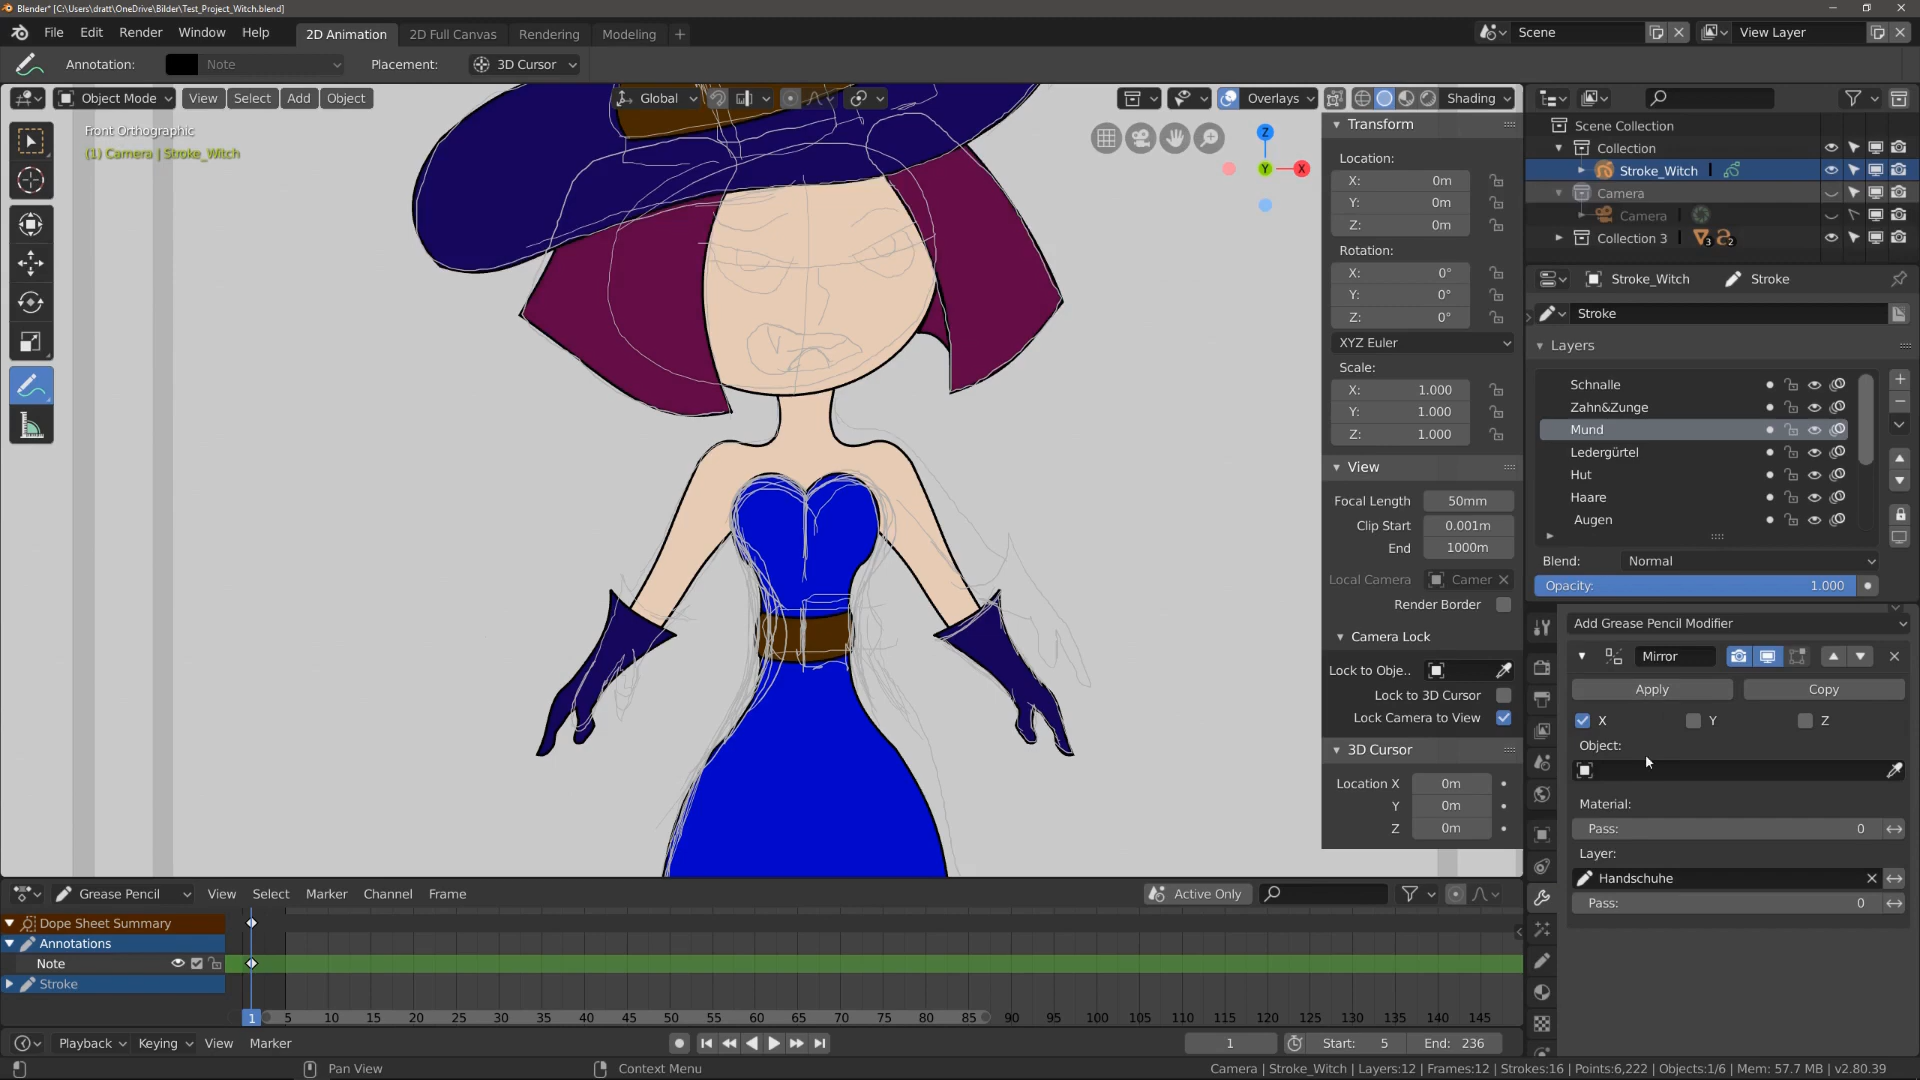 Blender* [C:\Users\dratt\OneDrive\Bilder\Test_Project_Witch.blend]
File Edit Render Window Help 2D Animation 2D Full Canvas Rendering Modeling + Scene View Layer
Annotation: Note Placement: 3D Cursor
Object Mode View Select Add Object Global Overlays Shading
Front Orthographic
(1) Camera | Stroke_Witch
Z
Y
X
Transform
Location:
X: 0m
Y: 0m
Z: 0m
Rotation:
X: 0°
Y: 0°
Z: 0°
XYZ Euler
Scale:
X: 1.000
Y: 1.000
Z: 1.000
View
Focal Length 50mm
Clip Start 0.001m
End 1000m
Local Camera Camer
Render Border
Camera Lock
Lock to Obje..
Lock to 3D Cursor
Lock Camera to View
3D Cursor
Location X 0m
Y 0m
Z 0m
Scene Collection
Collection
Stroke_Witch
Camera
Camera
Collection 3 3 2
Stroke_Witch Stroke
Stroke
Layers
Schnalle
Zahn&Zunge
Mund
Ledergürtel
Hut
Haare
Augen
Blend: Normal
Opacity: 1.000
Add Grease Pencil Modifier
Mirror
Apply Copy
X Y Z
Object:
Material:
Pass: 0
Layer:
Handschuhe
Pass: 0
Grease Pencil View Select Marker Channel Frame Active Only
Dope Sheet Summary
Annotations
Note
Stroke
1 5 10 15 20 25 30 35 40 45 50 55 60 65 70 75 80 85 90 95 100 105 110 115 120 125 130 135 140 145
Playback Keying View Marker 1 Start: 5 End: 236
Pan View Context Menu Camera | Stroke_Witch | Layers:12 | Frames:12 | Strokes:16 | Points:6,222 | Objects:1/6 | Mem: 57.7 MB | v2.80.39